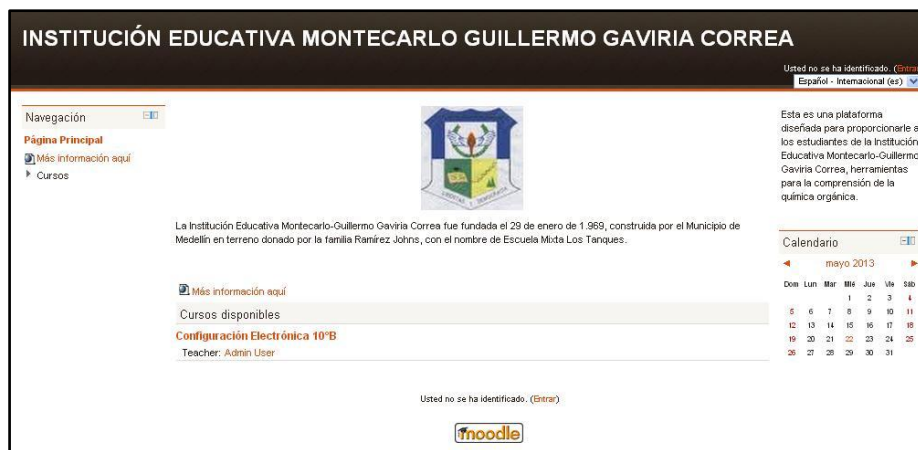 INSTITUCIÓN EDUCATIVA MONTECARLO GUILLERMO GAVIRIA CORREA
Usted no se ha identificado. (Entrar
Español - Internacional (es)
Navegación
Página Principal
Más información aquí
Cursos
LIBERTAD Y DEMOCRACIA
La Institución Educativa Montecarlo-Guillermo Gaviria Correa fue fundada el 29 de enero de 1.969, construida por el Municipio de
Medellín en terreno donado por la familia Ramírez Johns, con el nombre de Escuela Mixta Los Tanques.
Más información aquí
Cursos disponibles
Configuración Electrónica 10°B
Teacher: Admin User
Usted no se ha identificado. (Entrar)
moodle
Esta es una plataforma
diseñada para proporcionarle a
los estudiantes de la Institución
Educativa Montecarlo-Guillermo
Gaviria Correa, herramientas
para la comprensión de la
química orgánica.
Calendario
mayo 2013
Dom Lun Mar Mié Jue Vie Sáb
1 2 3 4
5 6 7 8 9 10 11
12 13 14 15 16 17 18
19 20 21 22 23 24 25
26 27 28 29 30 31